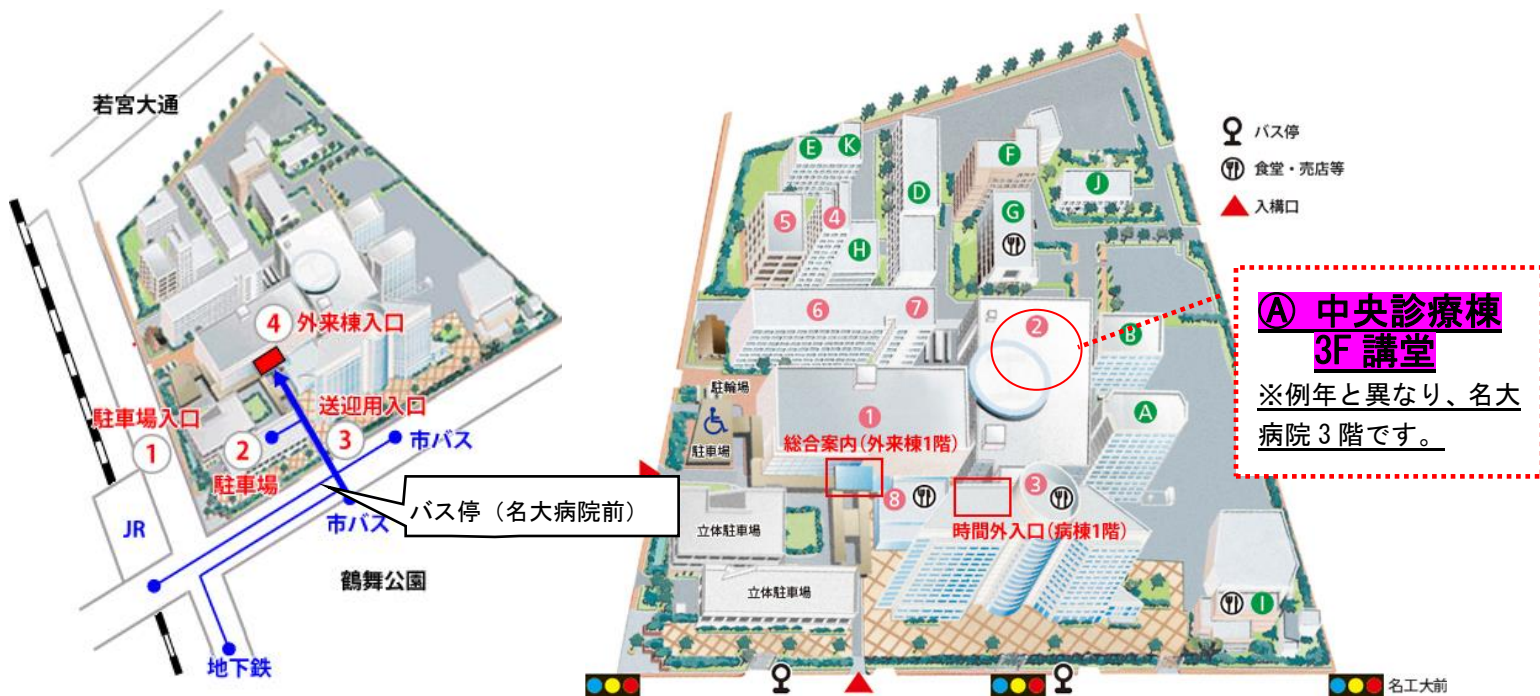 若宮大通
④ 外来棟入口
駐車場入口
①
②
駐車場
送迎用入口
③
市バス
市バス
バス停（名大病院前）
JR
鶴舞公園
地下鉄
E
K
D
F
J
G
H
5
4
6
7
2
B
A
1
駐輪場
駐車場
総合案内(外来棟1階)
8
3
時間外入口(病棟1階)
立体駐車場
立体駐車場
I
バス停
食堂・売店等
入構口
Ⓐ 中央診療棟
3F 講堂
※例年と異なり、名大
病院３階です。
名工大前